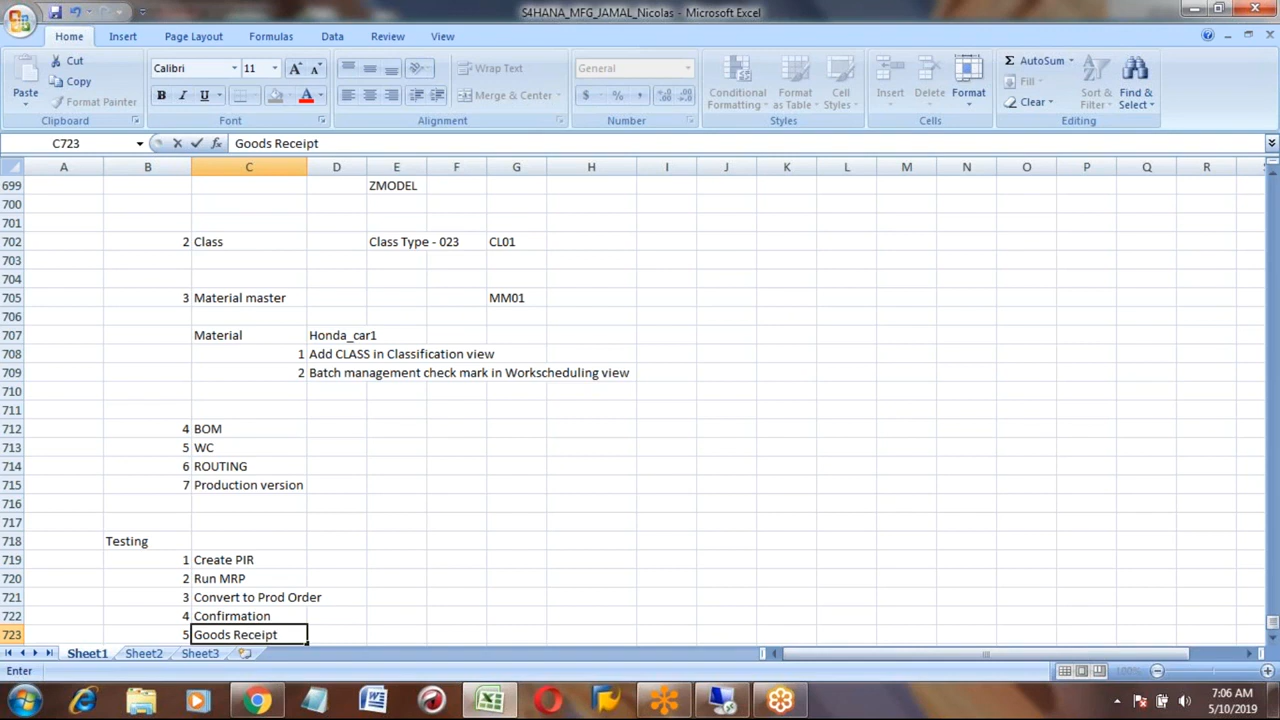 S4HANA_MFG_JAMAL_Nicolas - Microsoft Excel
Home Insert Page Layout Formulas Data Review View
Paste Cut Copy Format Painter Clipboard
Calibri 11 B I U A Font
Wrap Text Merge & Center Alignment
General $ % , Number
Conditional Formatting Format as Table Cell Styles Styles
Insert Delete Format Cells
AutoSum Fill Clear Sort & Filter Find & Select Editing
C723 fx Goods Receipt
A B C D E F G H I J K L M N O P Q R
699 ZMODEL
700
701
702 2 Class Class Type - 023 CL01
703
704
705 3 Material master MM01
706
707 Material Honda_car1
708 1 Add CLASS in Classification view
709 2 Batch management check mark in Workscheduling view
710
711
712 4 BOM
713 5 WC
714 6 ROUTING
715 7 Production version
716
717
718 Testing
719 1 Create PIR
720 2 Run MRP
721 3 Convert to Prod Order
722 4 Confirmation
723 5 Goods Receipt
Sheet1 Sheet2 Sheet3
Enter 100%
7:06 AM
5/10/2019